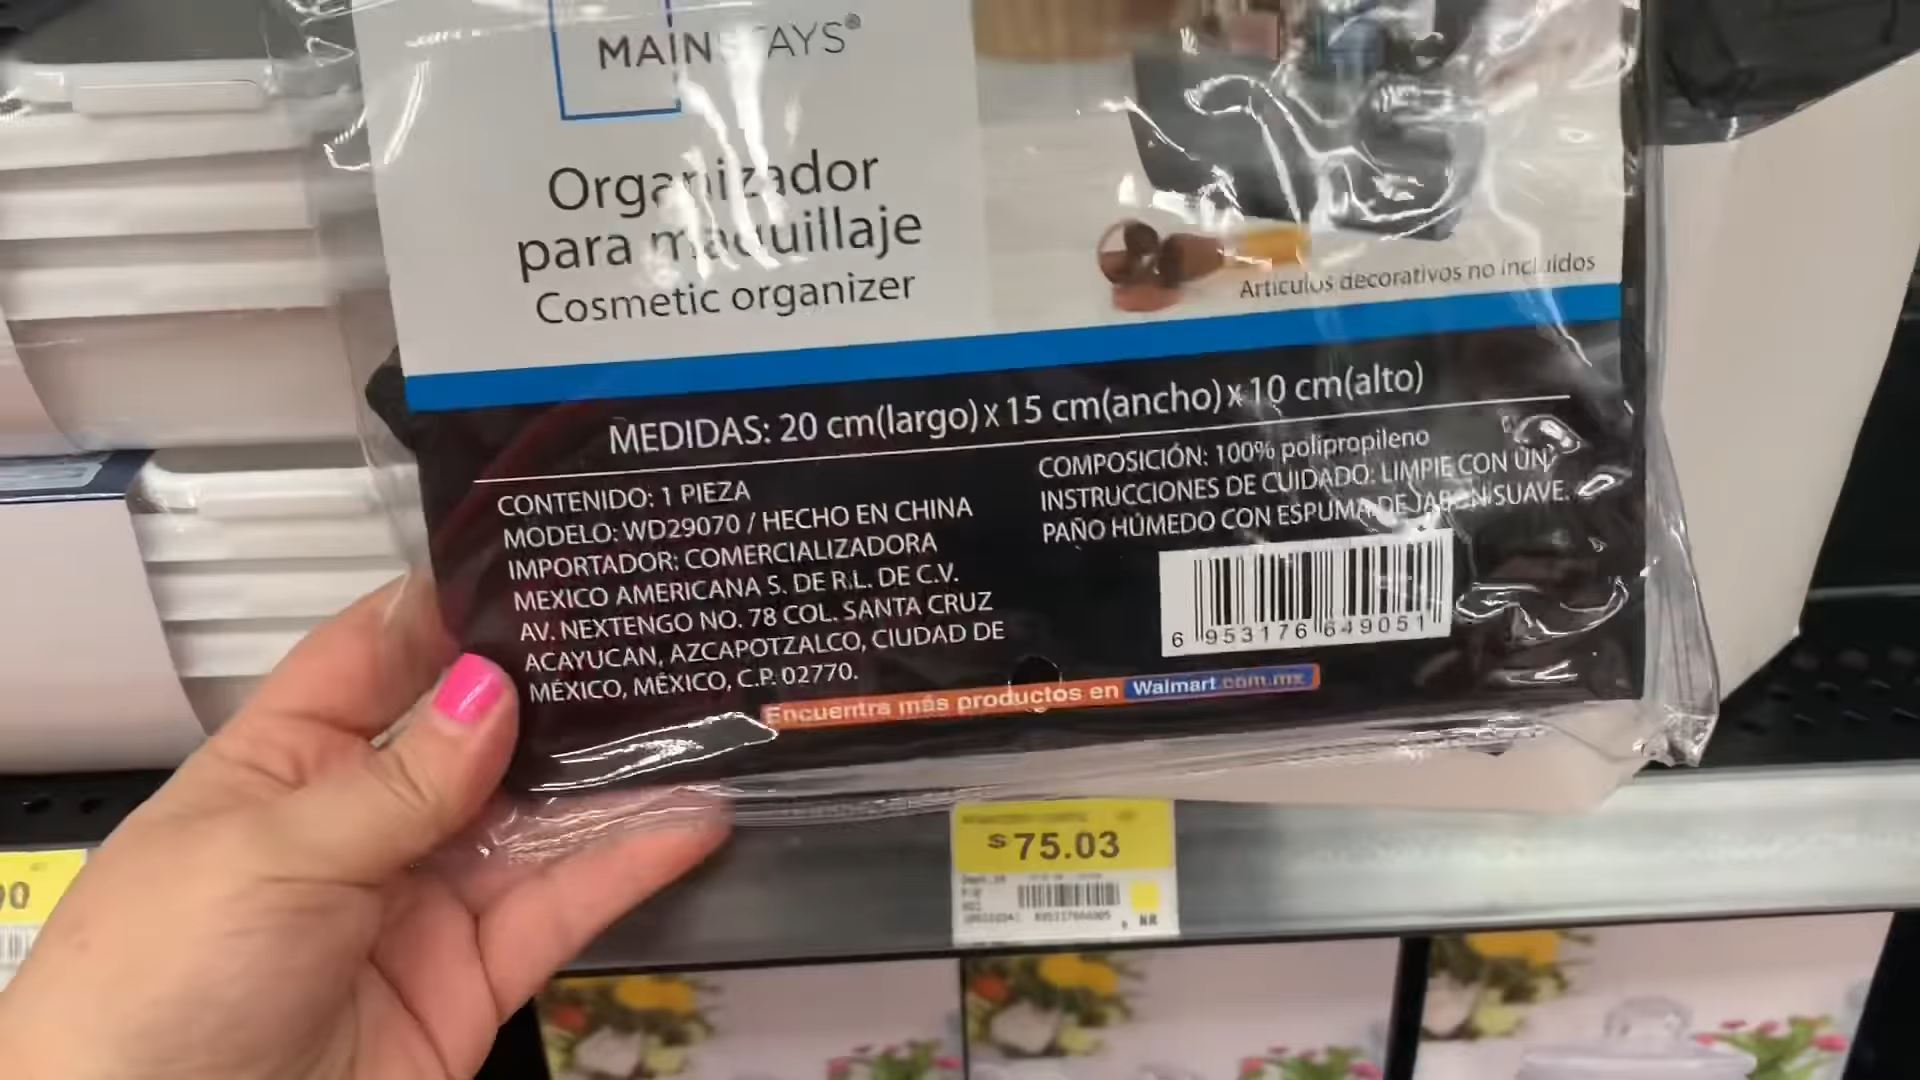 MAINSTAYS®
Organizador
para maquillaje
Cosmetic organizer
Artículos decorativos no incluidos
MEDIDAS: 20 cm(largo) x 15 cm(ancho) x 10 cm(alto)
CONTENIDO: 1 PIEZA
MODELO: WD29070 / HECHO EN CHINA
IMPORTADOR: COMERCIALIZADORA
MEXICO AMERICANA S. DE R.L. DE C.V.
AV. NEXTENGO NO. 78 COL. SANTA CRUZ
ACAYUCAN, AZCAPOTZALCO, CIUDAD DE
MÉXICO, MÉXICO, C.P. 02770.
COMPOSICIÓN: 100% polipropileno
INSTRUCCIONES DE CUIDADO: LIMPIE CON UN
PAÑO HÚMEDO CON ESPUMA DE JABÓN SUAVE.
6 953176 649051
Encuentra más productos en Walmart.com.mx
$75.03
NR
90